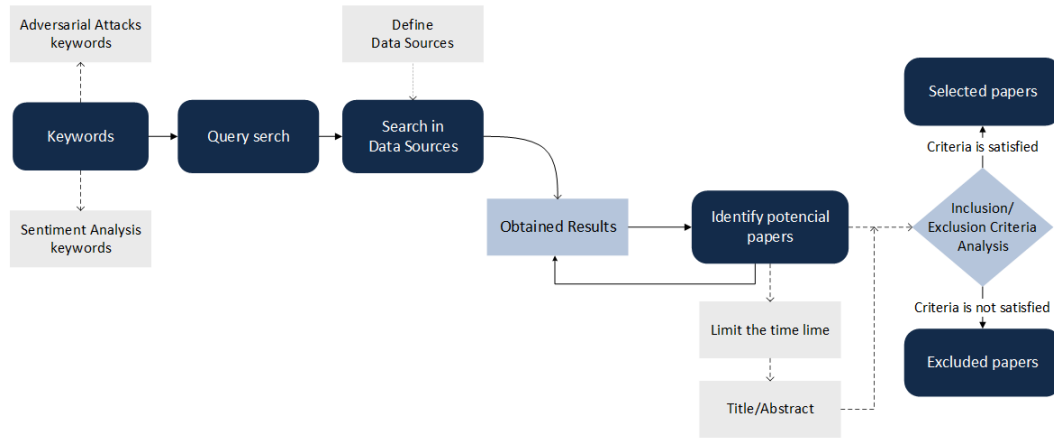 Adversarial Attacks
keywords
Define
Data Sources
Keywords
Query serch
Search in
Data Sources
Sentiment Analysis
keywords
Obtained Results
Identify potencial
papers
Limit the time lime
Title/Abstract
Selected papers
Criteria is satisfied
Inclusion/
Exclusion Criteria
Analysis
Criteria is not satisfied
Excluded papers